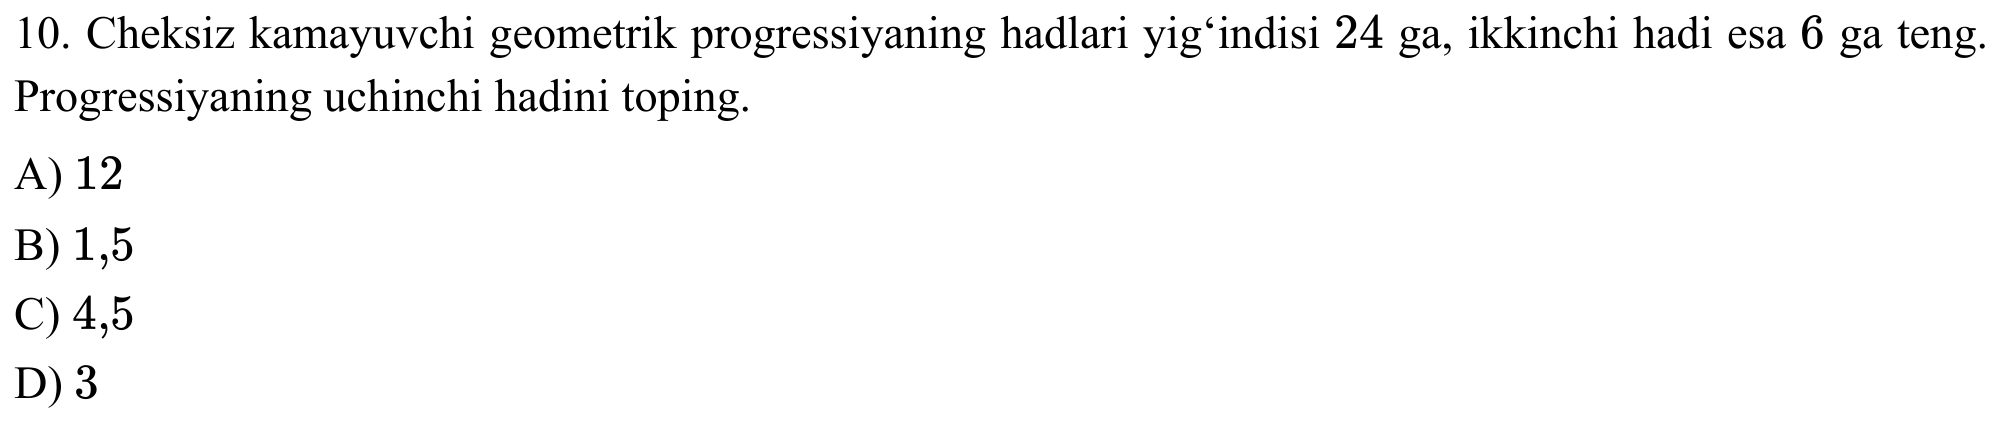 10. Cheksiz kamayuvchi geometrik progressiyaning hadlari yig‘indisi 24 ga, ikkinchi hadi esa 6 ga teng.
Progressiyaning uchinchi hadini toping.
A) 12
B) 1,5
C) 4,5
D) 3